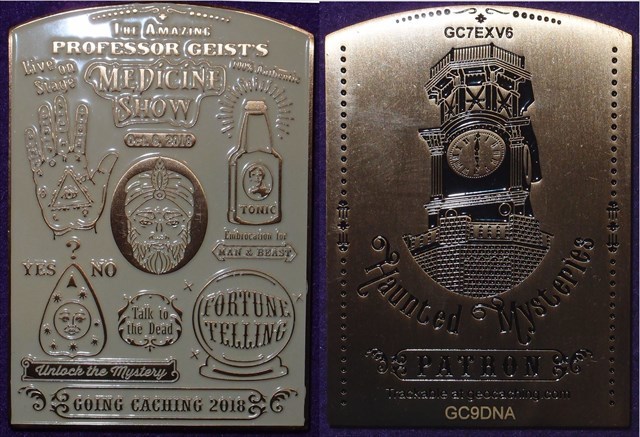 The Amazing
Professor Geist's
Live on
Stage
Medicine
Show
100% Authentic
Oct. 6, 2018
TONIC
Embrocation for
MAN & BEAST
?
YES NO
Talk to
the Dead
FORTUNE
TELLING
Unlock the Mystery
GOING CACHING 2018
GC7EXV6
Haunted Mysteries
PATRON
Trackable at geocaching.com
GC9DNA